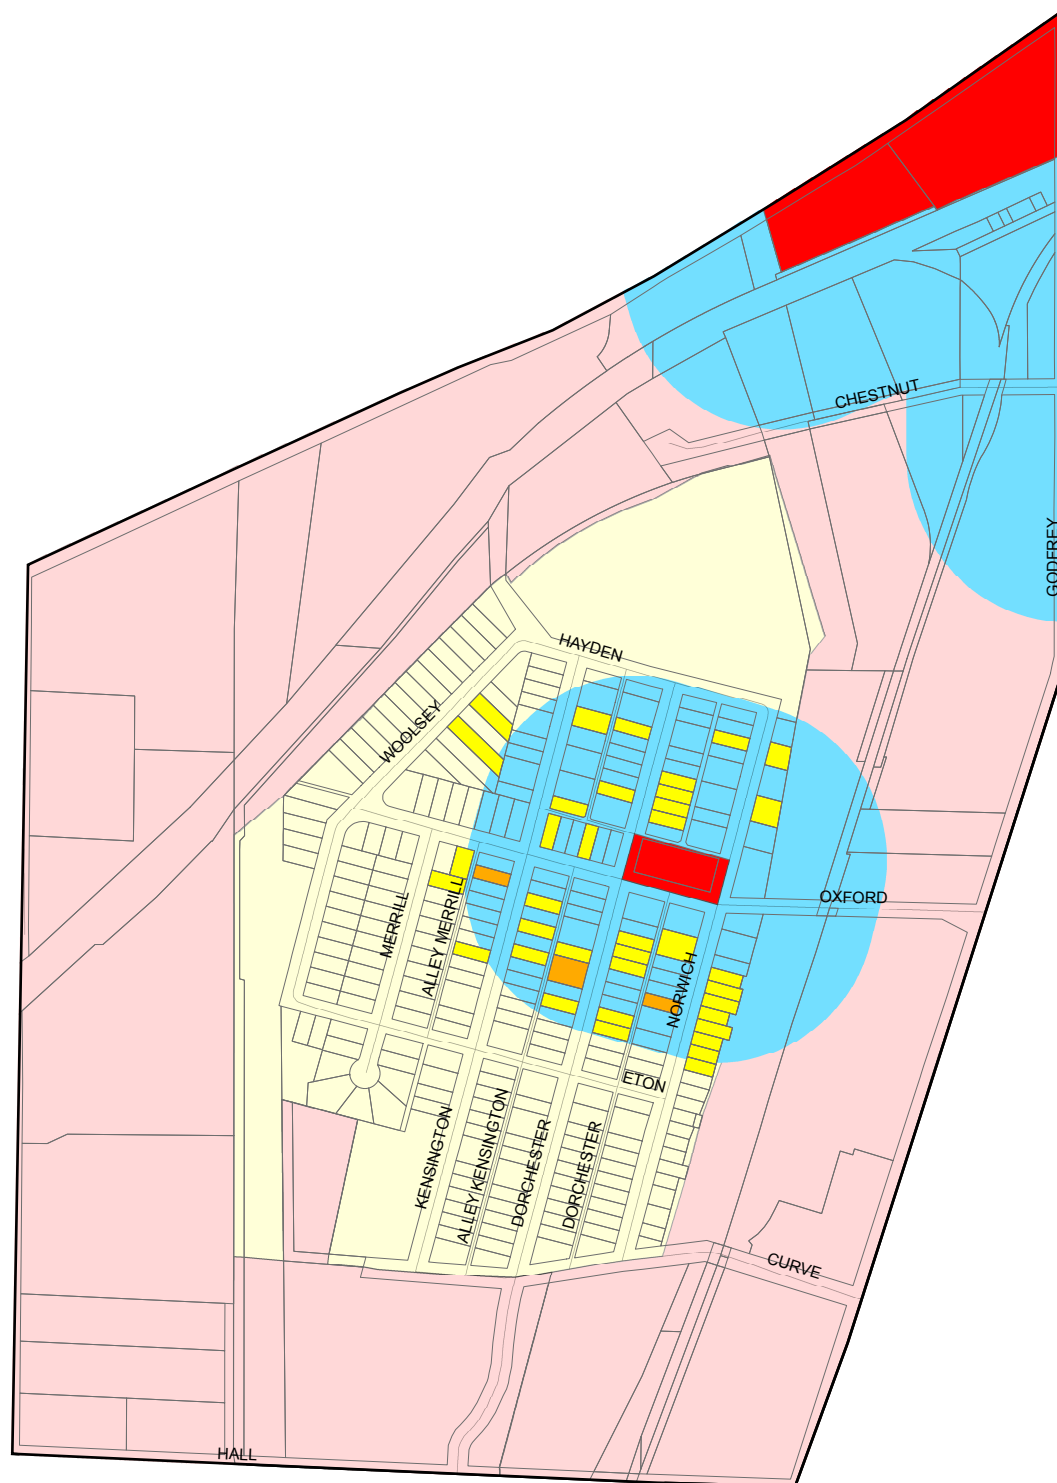 CHESTNUT
GODFREY
HAYDEN
WOOLSEY
OXFORD
MERRILL
ALLEY MERRILL
NORWICH
ETON
KENSINGTON
ALLEY KENSINGTON
DORCHESTER
DORCHESTER
CURVE
HALL